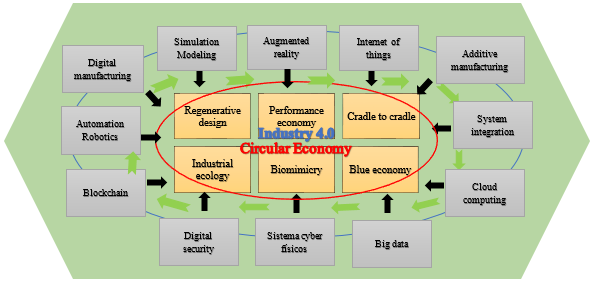 Simulation
Modeling
Augmented
reality
Internet of
things
Additive
manufacturing
Digital
manufacturing
Automation
Robotics
Regenerative
design
Performance
economy
Cradle to cradle
System
integration
Industry 4.0
Circular Economy
Industrial
ecology
Biomimiery
Blue economy
Blockchain
Cloud
computing
Digital
security
Sistema cyber
físicos
Big data